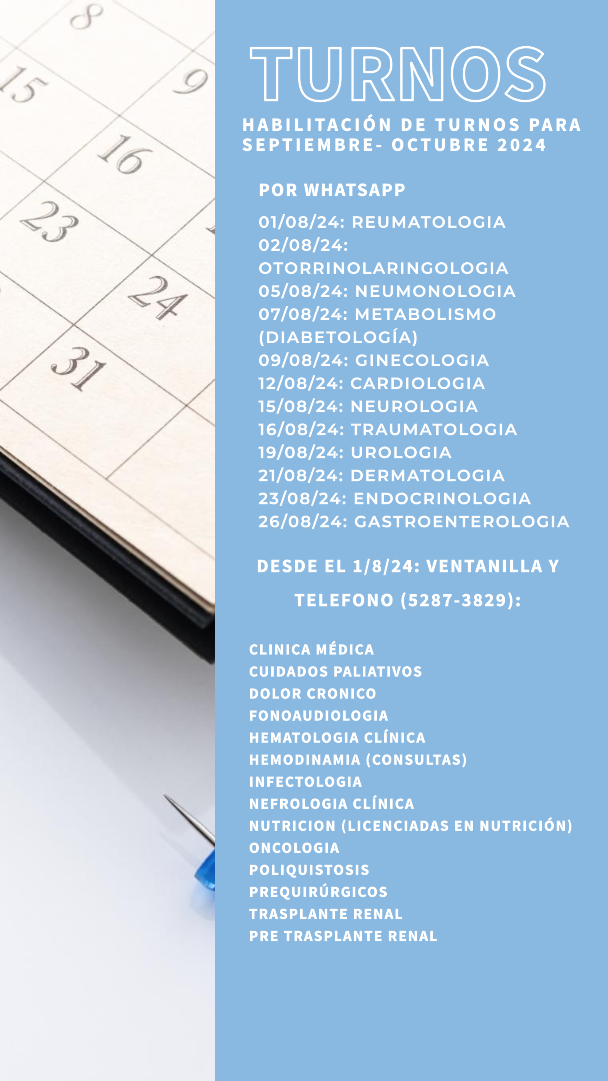 8
15
9
16
23
24
31
TURNOS
HABILITACIÓN DE TURNOS PARA
SEPTIEMBRE- OCTUBRE 2024
POR WHATSAPP
01/08/24: REUMATOLOGIA
02/08/24:
OTORRINOLARINGOLOGIA
05/08/24: NEUMONOLOGIA
07/08/24: METABOLISMO
(DIABETOLOGÍA)
09/08/24: GINECOLOGIA
12/08/24: CARDIOLOGIA
15/08/24: NEUROLOGIA
16/08/24: TRAUMATOLOGIA
19/08/24: UROLOGIA
21/08/24: DERMATOLOGIA
23/08/24: ENDOCRINOLOGIA
26/08/24: GASTROENTEROLOGIA
DESDE EL 1/8/24: VENTANILLA Y
TELEFONO (5287-3829):
CLINICA MÉDICA
CUIDADOS PALIATIVOS
DOLOR CRONICO
FONOAUDIOLOGIA
HEMATOLOGIA CLÍNICA
HEMODINAMIA (CONSULTAS)
INFECTOLOGIA
NEFROLOGIA CLÍNICA
NUTRICION (LICENCIADAS EN NUTRICIÓN)
ONCOLOGIA
POLIQUISTOSIS
PREQUIRÚRGICOS
TRASPLANTE RENAL
PRE TRASPLANTE RENAL